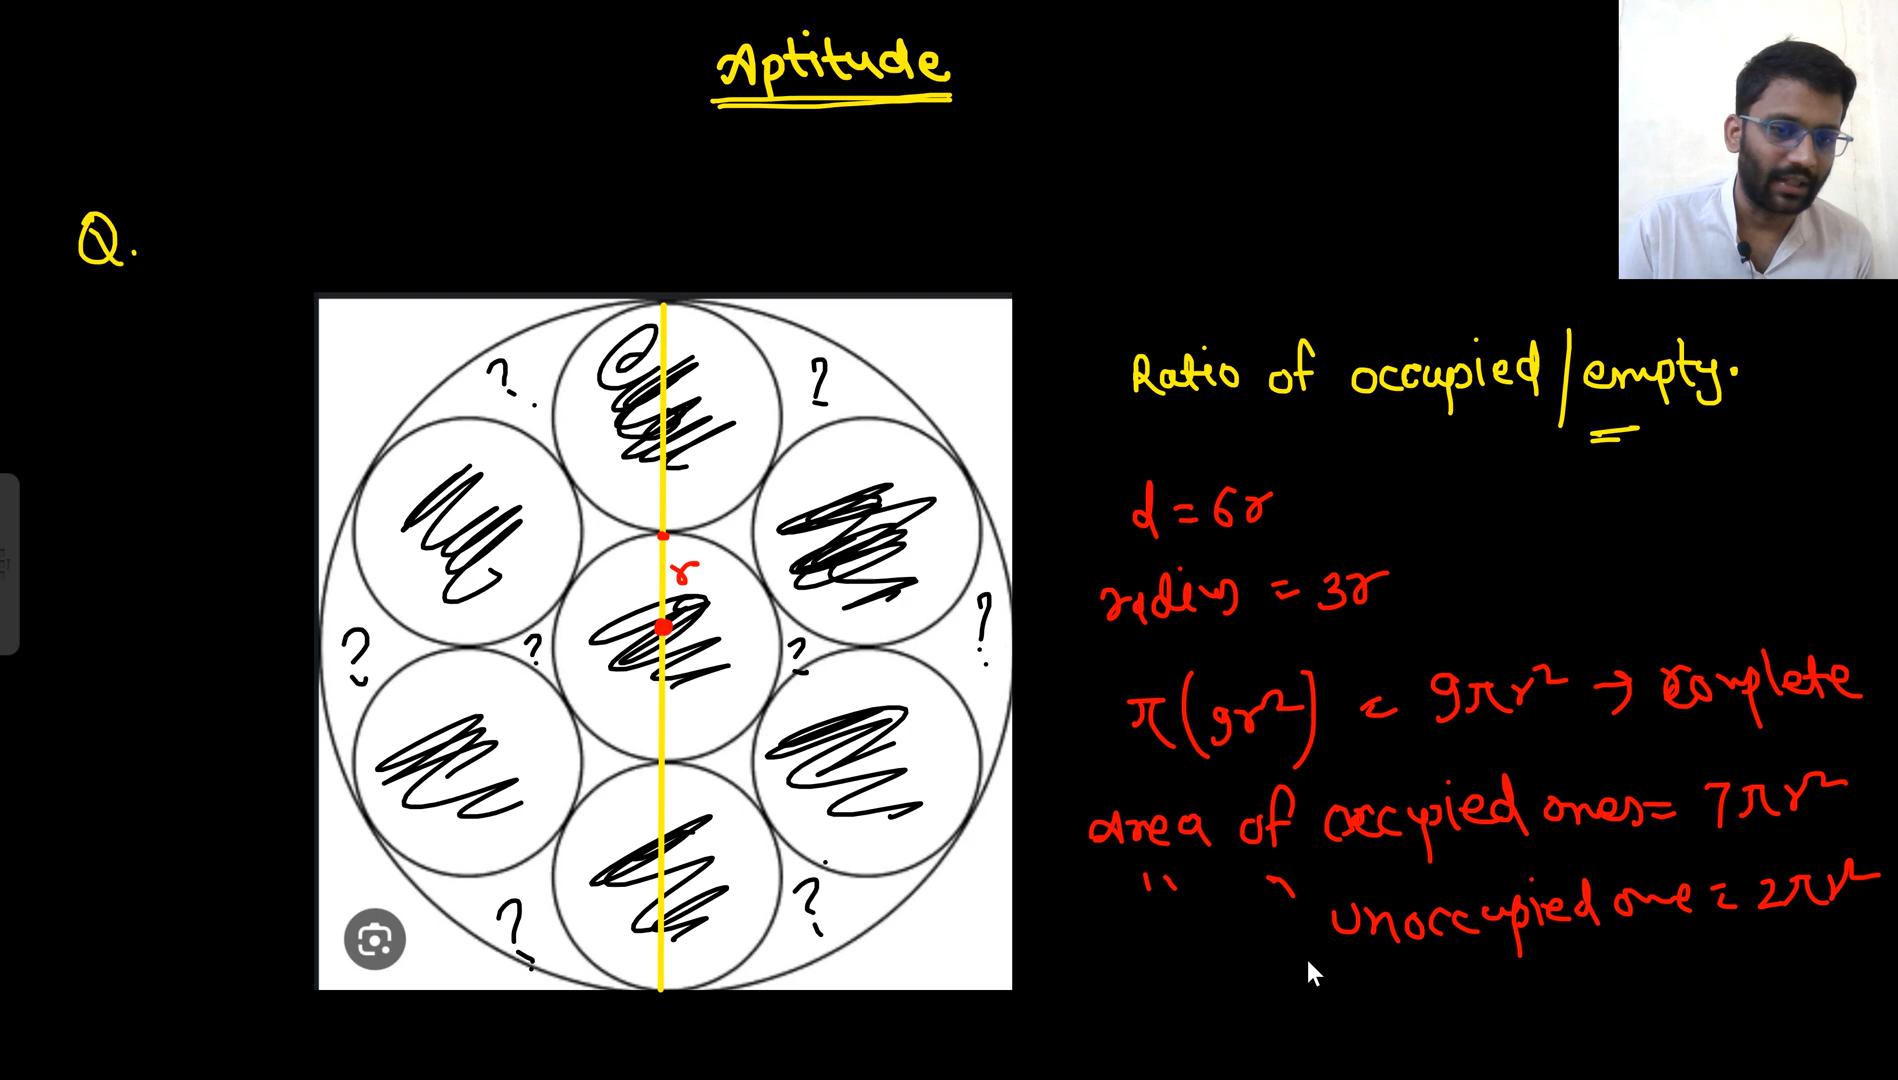 Aptitude
Q.
? ?
r
? ? ? ?
? ?
Ratio of occupied/empty.
d = 6r
radius = 3r
π(9r²) = 9πr² → complete
area of occupied ones = 7πr²
" " unoccupied one = 2πr²